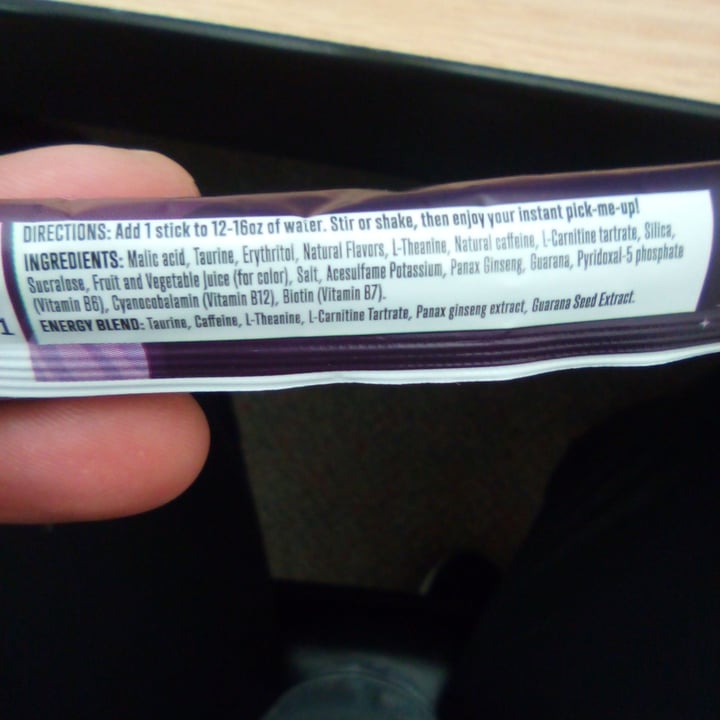 DIRECTIONS: Add 1 stick to 12-16oz of water. Stir or shake, then enjoy your instant pick-me-up!
INGREDIENTS: Malic acid, Taurine, Erythritol, Natural Flavors, L-Theanine, Natural caffeine, L-Carnitine tartrate, Silica,
Sucralose, Fruit and Vegetable juice (for color), Salt, Acesulfame Potassium, Panax Ginseng, Guarana, Pyridoxal-5 phosphate
(Vitamin B6), Cyanocobalamin (Vitamin B12), Biotin (Vitamin B7).
ENERGY BLEND: Taurine, Caffeine, L-Theanine, L-Carnitine Tartrate, Panax ginseng extract, Guarana Seed Extract.
1